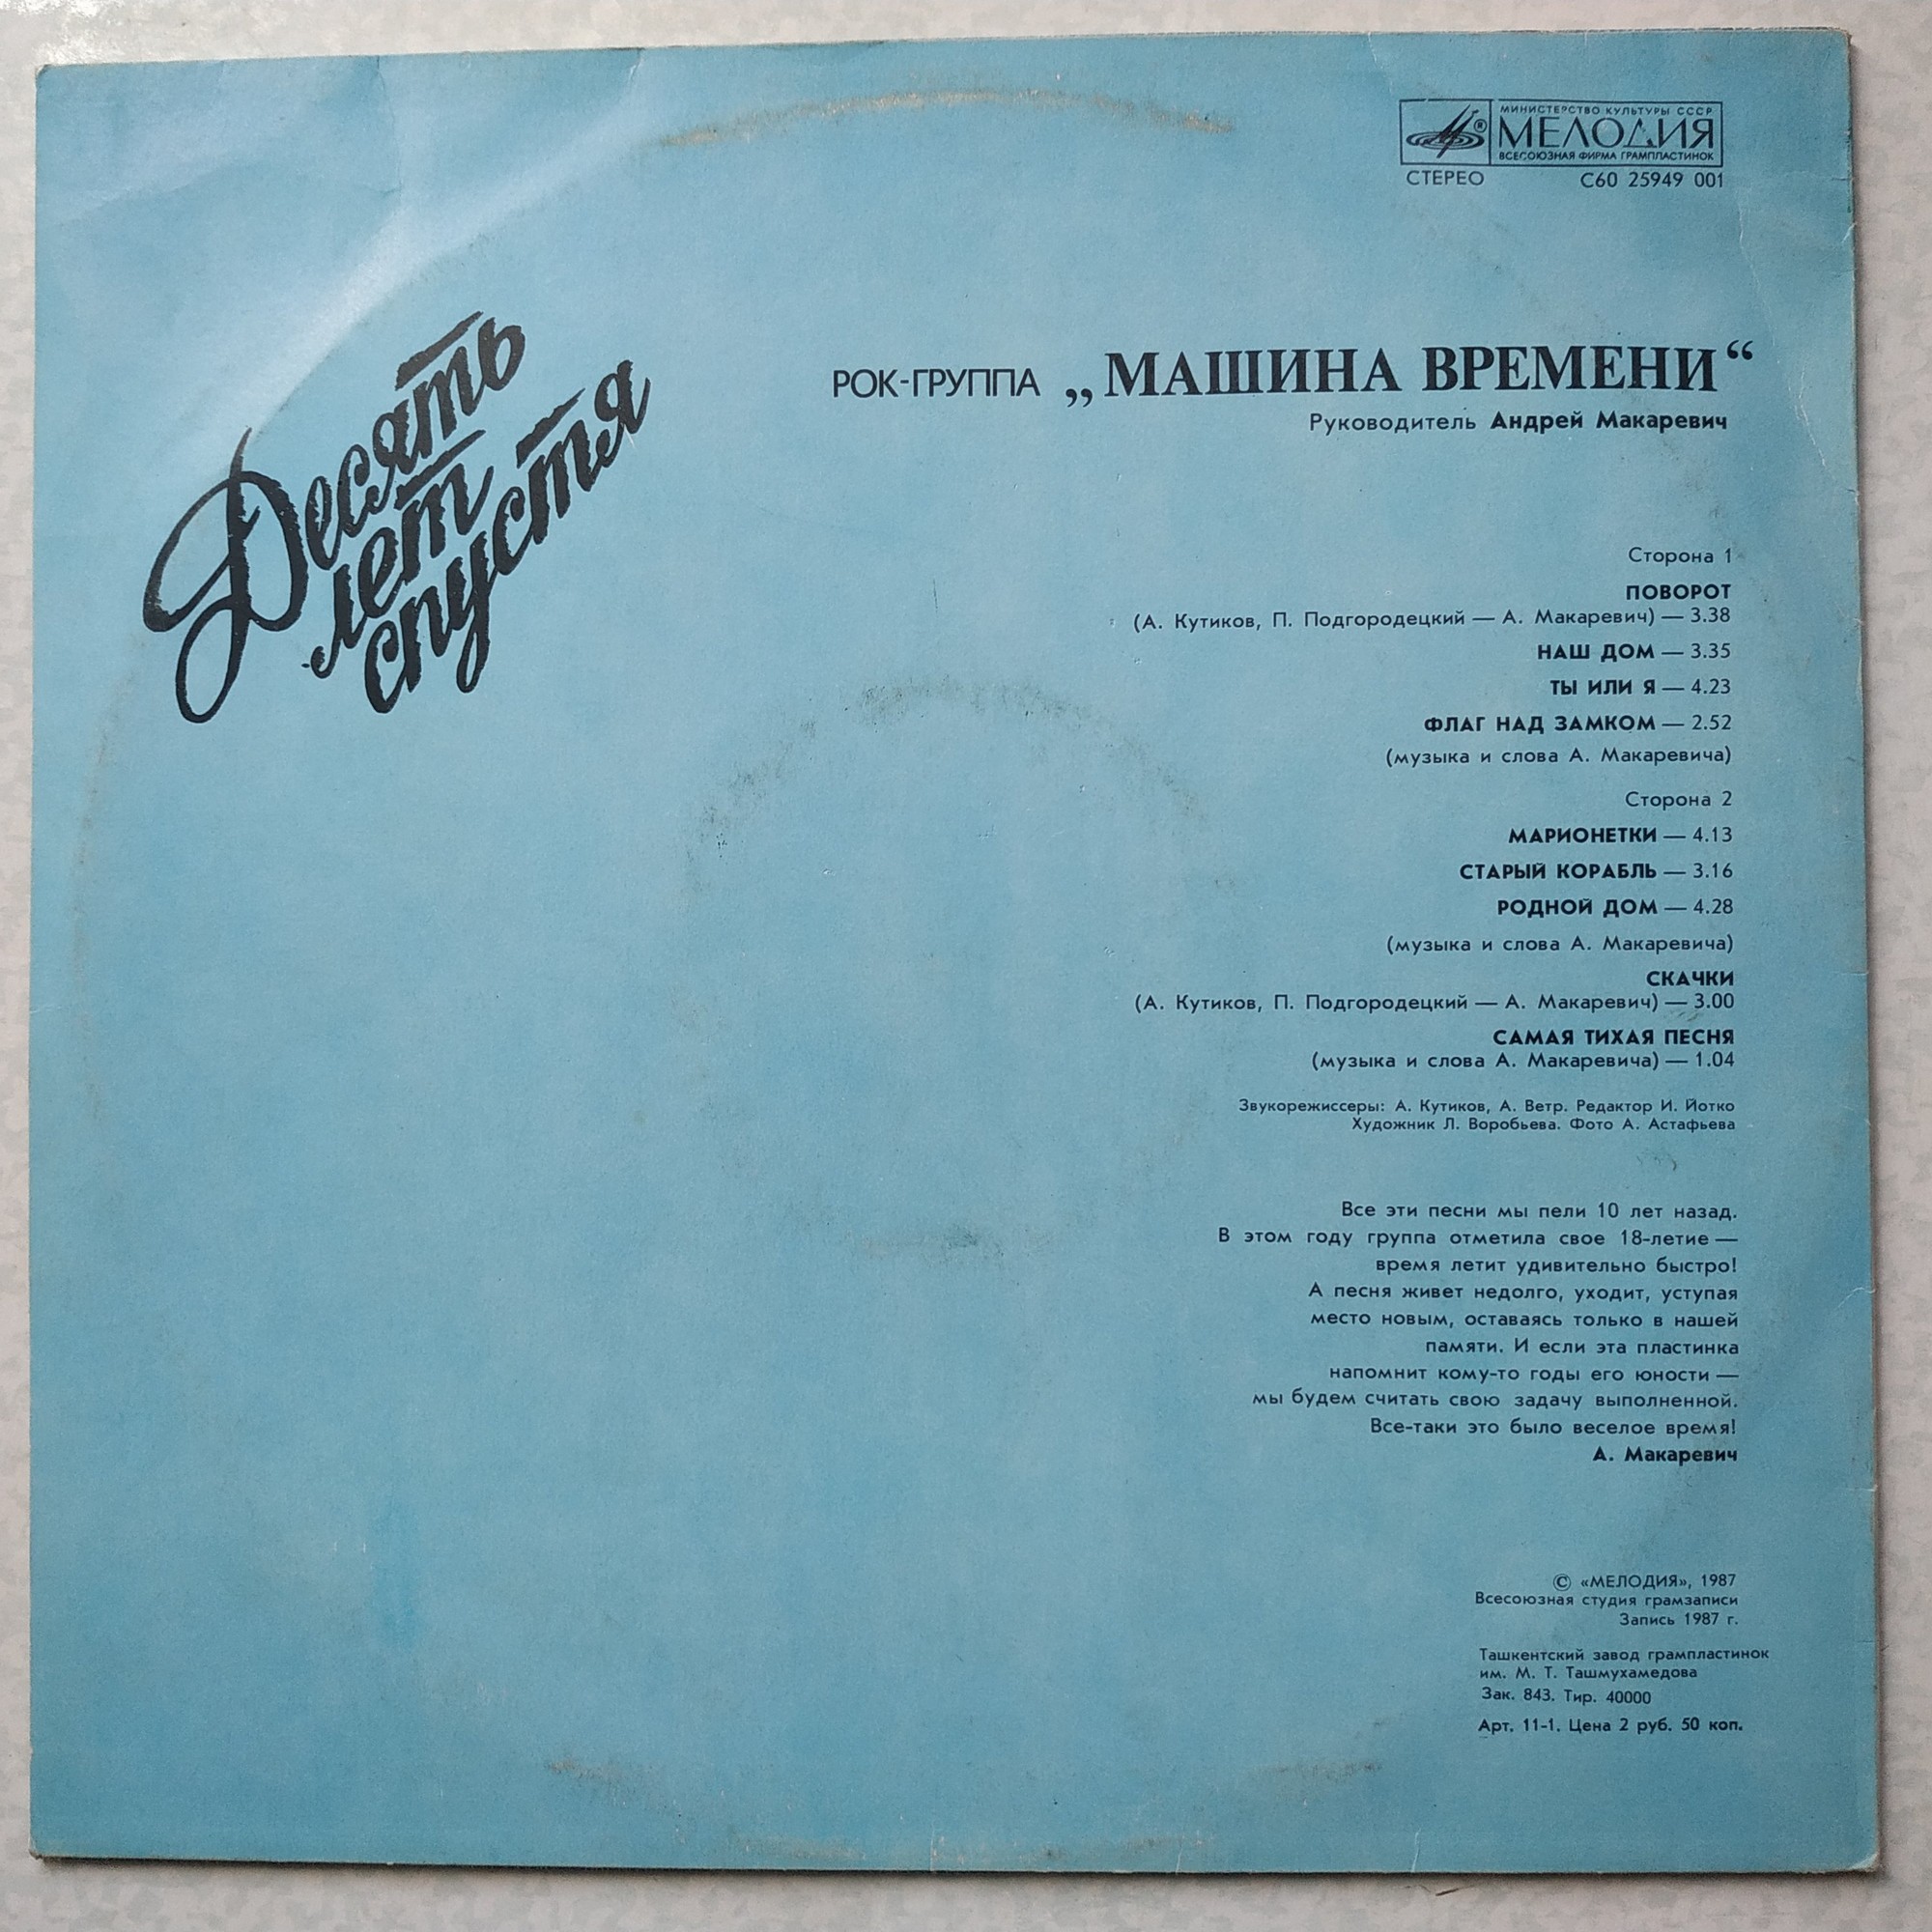 МИНИСТЕРСТВО КУЛЬТУРЫ СССР
МЕЛОДИЯ
ВСЕСОЮЗНАЯ ФИРМА ГРАМПЛАСТИНОК
СТЕРЕО С60 25949 001
Десять
лет
спустя
РОК-ГРУППА „МАШИНА ВРЕМЕНИ“
Руководитель Андрей Макаревич
Сторона 1
ПОВОРОТ
(А. Кутиков, П. Подгородецкий — А. Макаревич) — 3.38
НАШ ДОМ — 3.35
ТЫ ИЛИ Я — 4.23
ФЛАГ НАД ЗАМКОМ — 2.52
(музыка и слова А. Макаревича)
Сторона 2
МАРИОНЕТКИ — 4.13
СТАРЫЙ КОРАБЛЬ — 3.16
РОДНОЙ ДОМ — 4.28
(музыка и слова А. Макаревича)
СКАЧКИ
(А. Кутиков, П. Подгородецкий — А. Макаревич) — 3.00
САМАЯ ТИХАЯ ПЕСНЯ
(музыка и слова А. Макаревича) — 1.04
Звукорежиссеры: А. Кутиков, А. Ветр. Редактор И. Йотко
Художник Л. Воробьева. Фото А. Астафьева
Все эти песни мы пели 10 лет назад.
В этом году группа отметила свое 18-летие —
время летит удивительно быстро!
А песня живет недолго, уходит, уступая
место новым, оставаясь только в нашей
памяти. И если эта пластинка
напомнит кому-то годы его юности —
мы будем считать свою задачу выполненной.
Все-таки это было веселое время!
А. Макаревич
© «МЕЛОДИЯ», 1987
Всесоюзная студия грамзаписи
Запись 1987 г.
Ташкентский завод грампластинок
им. М. Т. Ташмухамедова
Зак. 843. Тир. 40000
Арт. 11-1. Цена 2 руб. 50 коп.